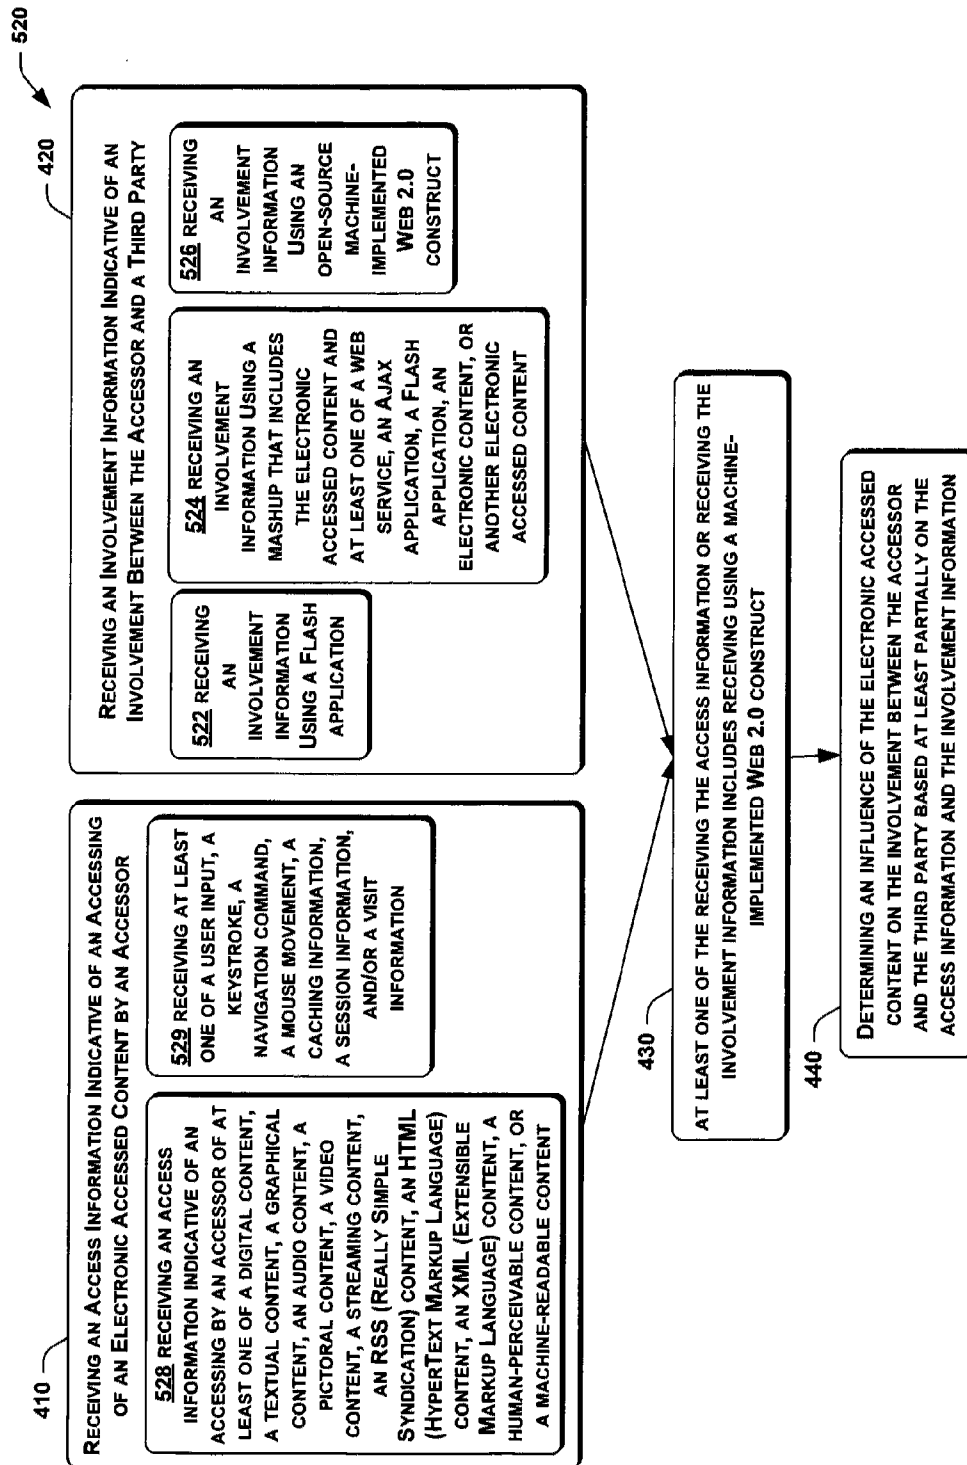 520
410
RECEIVING AN ACCESS INFORMATION INDICATIVE OF AN ACCESSING
OF AN ELECTRONIC ACCESSED CONTENT BY AN ACCESSOR
528 RECEIVING AN ACCESS
INFORMATION INDICATIVE OF AN
ACCESSING BY AN ACCESSOR OF AT
LEAST ONE OF A DIGITAL CONTENT,
A TEXTUAL CONTENT, A GRAPHICAL
CONTENT, AN AUDIO CONTENT, A
PICTORAL CONTENT, A VIDEO
CONTENT, A STREAMING CONTENT,
AN RSS (REALLY SIMPLE
SYNDICATION) CONTENT, AN HTML
(HYPERTEXT MARKUP LANGUAGE)
CONTENT, AN XML (EXTENSIBLE
MARKUP LANGUAGE) CONTENT, A
HUMAN-PERCEIVABLE CONTENT, OR
A MACHINE-READABLE CONTENT
529 RECEIVING AT LEAST
ONE OF A USER INPUT, A
KEYSTROKE, A
NAVIGATION COMMAND,
A MOUSE MOVEMENT, A
CACHING INFORMATION,
A SESSION INFORMATION,
AND/OR A VISIT
INFORMATION
420
RECEIVING AN INVOLVEMENT INFORMATION INDICATIVE OF AN
INVOLVEMENT BETWEEN THE ACCESSOR AND A THIRD PARTY
522 RECEIVING
AN
INVOLVEMENT
INFORMATION
USING A FLASH
APPLICATION
524 RECEIVING AN
INVOLVEMENT
INFORMATION USING A
MASHUP THAT INCLUDES
THE ELECTRONIC
ACCESSED CONTENT AND
AT LEAST ONE OF A WEB
SERVICE, AN AJAX
APPLICATION, A FLASH
APPLICATION, AN
ELECTRONIC CONTENT, OR
ANOTHER ELECTRONIC
ACCESSED CONTENT
526 RECEIVING
AN
INVOLVEMENT
INFORMATION
USING AN
OPEN-SOURCE
MACHINE-
IMPLEMENTED
WEB 2.0
CONSTRUCT
430
AT LEAST ONE OF THE RECEIVING THE ACCESS INFORMATION OR RECEIVING THE
INVOLVEMENT INFORMATION INCLUDES RECEIVING USING A MACHINE-
IMPLEMENTED WEB 2.0 CONSTRUCT
440
DETERMINING AN INFLUENCE OF THE ELECTRONIC ACCESSED
CONTENT ON THE INVOLVEMENT BETWEEN THE ACCESSOR
AND THE THIRD PARTY BASED AT LEAST PARTIALLY ON THE
ACCESS INFORMATION AND THE INVOLVEMENT INFORMATION